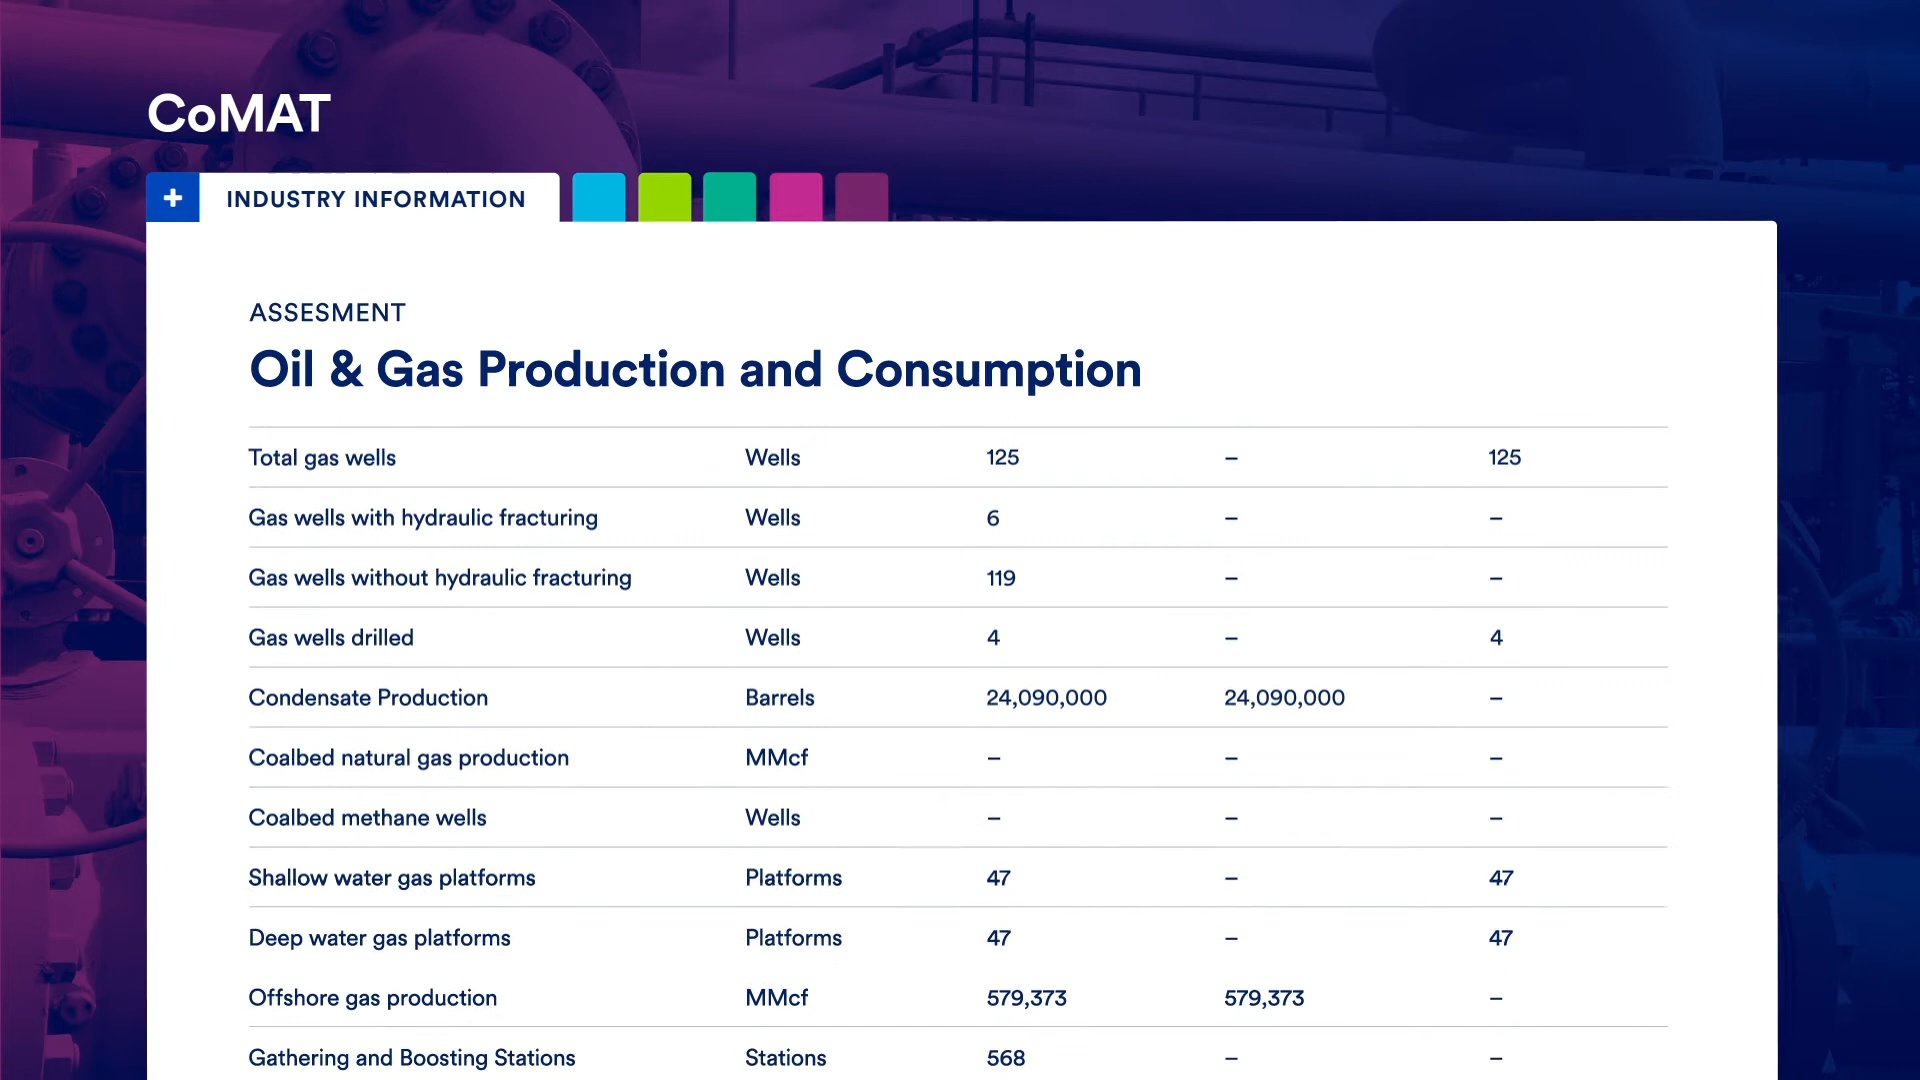 CoMAT
+ INDUSTRY INFORMATION
ASSESMENT
Oil & Gas Production and Consumption
Total gas wells Wells 125 – 125
Gas wells with hydraulic fracturing Wells 6 – –
Gas wells without hydraulic fracturing Wells 119 – –
Gas wells drilled Wells 4 – 4
Condensate Production Barrels 24,090,000 24,090,000 –
Coalbed natural gas production MMcf – – –
Coalbed methane wells Wells – – –
Shallow water gas platforms Platforms 47 – 47
Deep water gas platforms Platforms 47 – 47
Offshore gas production MMcf 579,373 579,373 –
Gathering and Boosting Stations Stations 568 – –